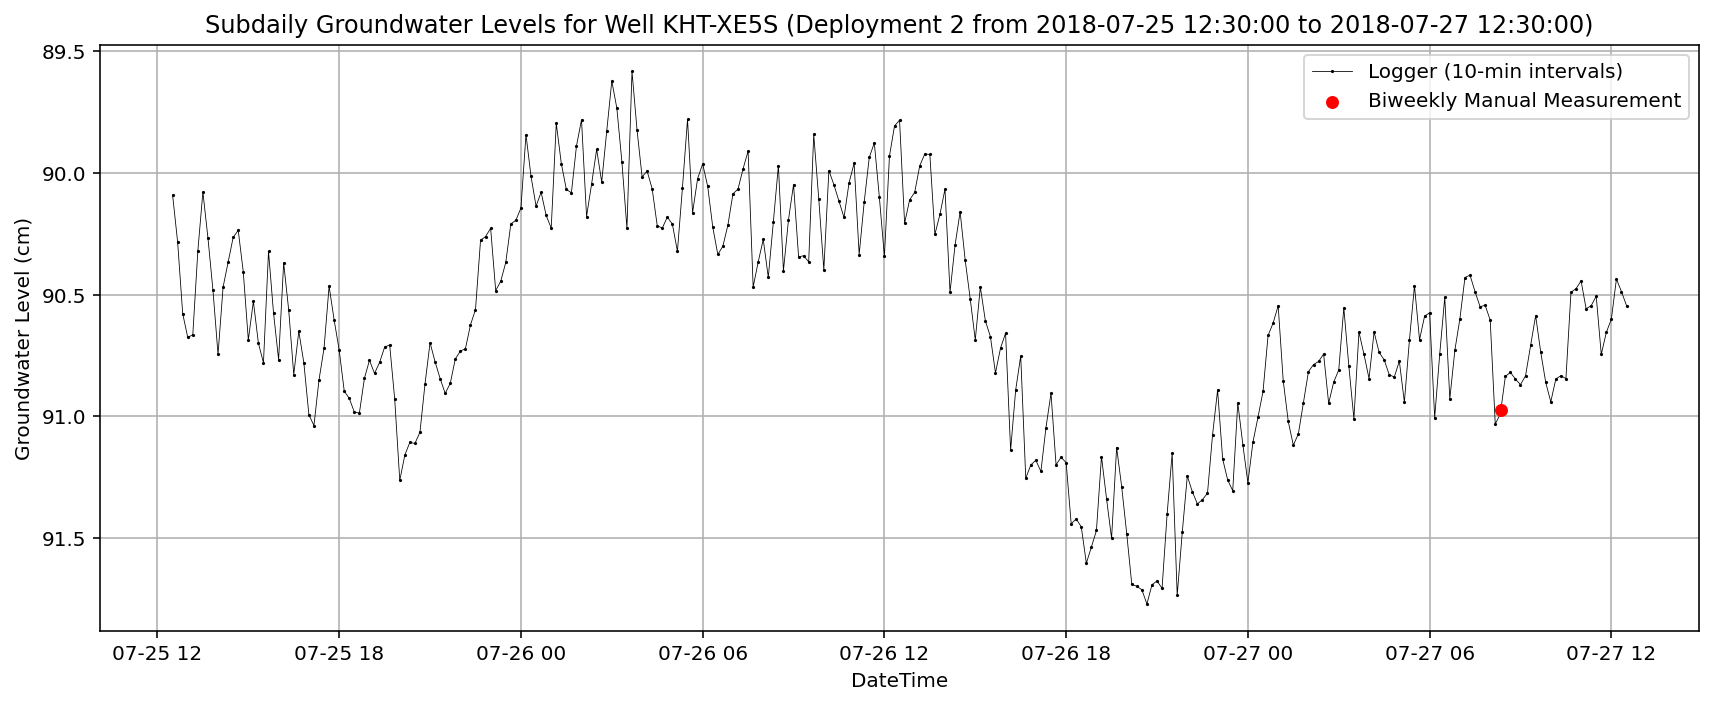 Subdaily Groundwater Levels for Well KHT-XE5S (Deployment 2 from 2018-07-25 12:30:00 to 2018-07-27 12:30:00)
Logger (10-min intervals)
Biweekly Manual Measurement
Groundwater Level (cm)
89.5
90.0
90.5
91.0
91.5
07-25 12
07-25 18
07-26 00
07-26 06
07-26 12
07-26 18
07-27 00
07-27 06
07-27 12
DateTime